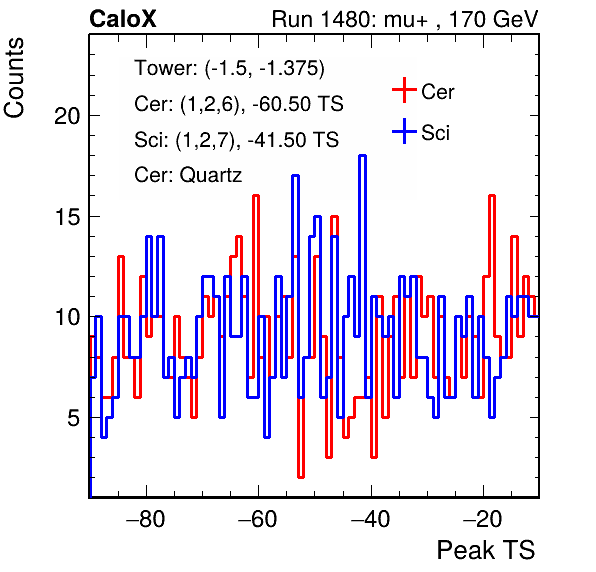 CaloX Run 1480: mu+ , 170 GeV
Counts
Tower: (-1.5, -1.375)
Cer: (1,2,6), -60.50 TS
Sci: (1,2,7), -41.50 TS
Cer: Quartz
Cer
Sci
20
15
10
5
−80 −60 −40 −20
Peak TS